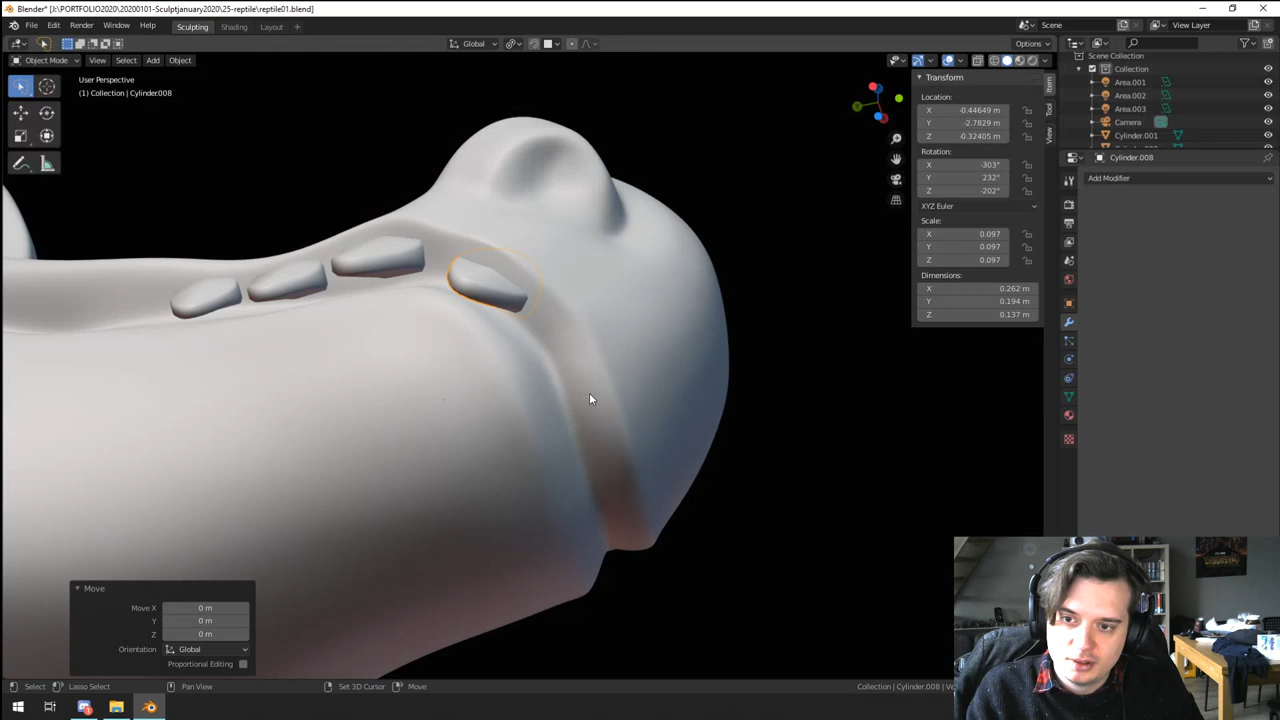 Blender* [J:\PORTFOLIO2020\20200101-Sculptjanuary2020\25-reptile\reptile01.blend]
File Edit Render Window Help Sculpting Shading Layout + Scene View Layer
Global Options
Object Mode View Select Add Object
User Perspective
(1) Collection | Cylinder.008
Transform
Location:
X -0.44649 m
Y -2.7829 m
Z -0.32405 m
Rotation:
X -303°
Y 232°
Z -202°
XYZ Euler
Scale:
X 0.097
Y 0.097
Z 0.097
Dimensions:
X 0.262 m
Y 0.194 m
Z 0.137 m
Item
Tool
View
Scene Collection
Collection
Area.001
Area.002
Area.003
Camera
Cylinder.001
Cylinder.008
Add Modifier
Move
Move X 0 m
Y 0 m
Z 0 m
Orientation Global
Proportional Editing
Select Lasso Select Pan View Set 3D Cursor Move Collection | Cylinder.008 | Ve